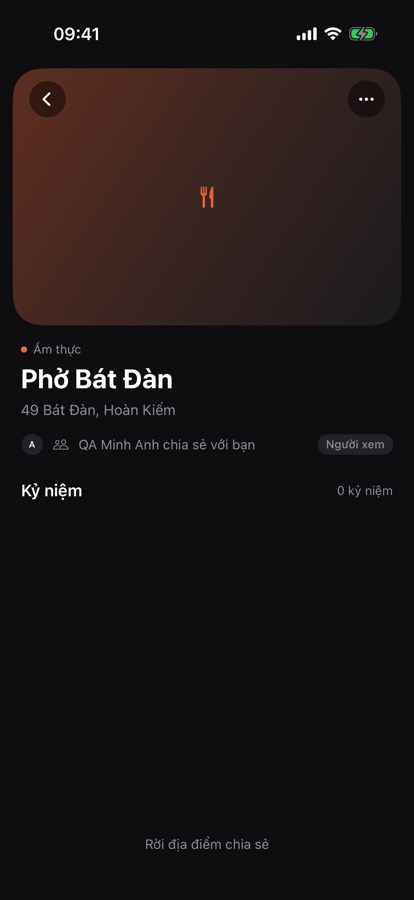 09:41
Ẩm thực
Phở Bát Đàn
49 Bát Đàn, Hoàn Kiếm
A QA Minh Anh chia sẻ với bạn Người xem
Kỷ niệm 0 kỷ niệm
Rời địa điểm chia sẻ